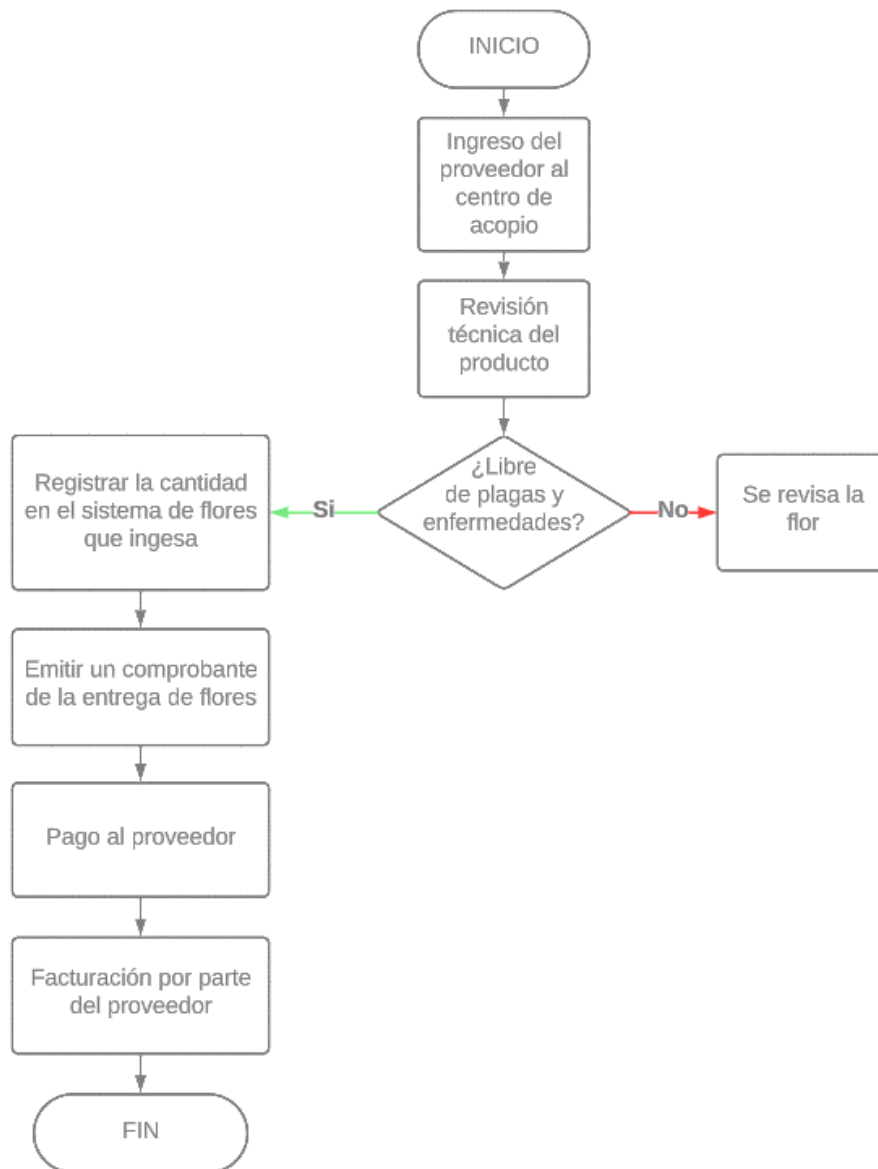 INICIO
Ingreso del
proveedor al
centro de
acopio
Revisión
técnica del
producto
¿Libre
de plagas y
enfermedades?
Si
No
Registrar la cantidad
en el sistema de flores
que ingesa
Se revisa la
flor
Emitir un comprobante
de la entrega de flores
Pago al proveedor
Facturación por parte
del proveedor
FIN